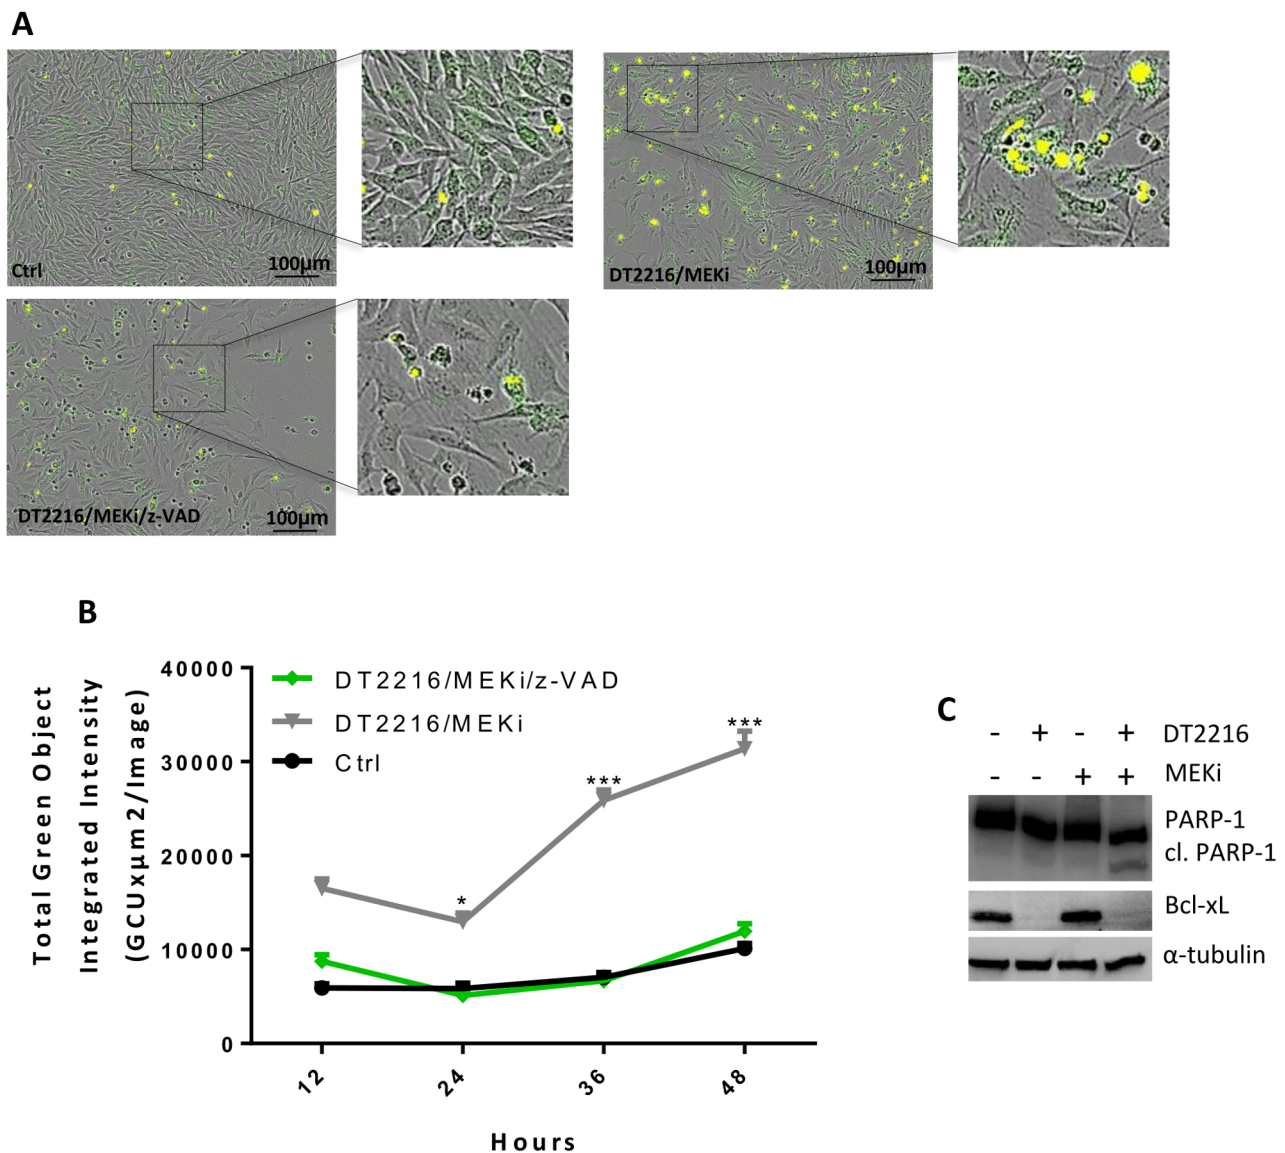 A
Ctrl
100μm
DT2216/MEKi
100μm
DT2216/MEKi/z-VAD
100μm
B
Total Green Object
Integrated Intensity
(GCUxμm2/Image)
40000
30000
20000
10000
0
DT2216/MEKi/z-VAD
DT2216/MEKi
Ctrl
*
***
***
12
24
36
48
Hours
C
- + - + DT2216
- - + + MEKi
PARP-1
cl. PARP-1
Bcl-xL
α-tubulin